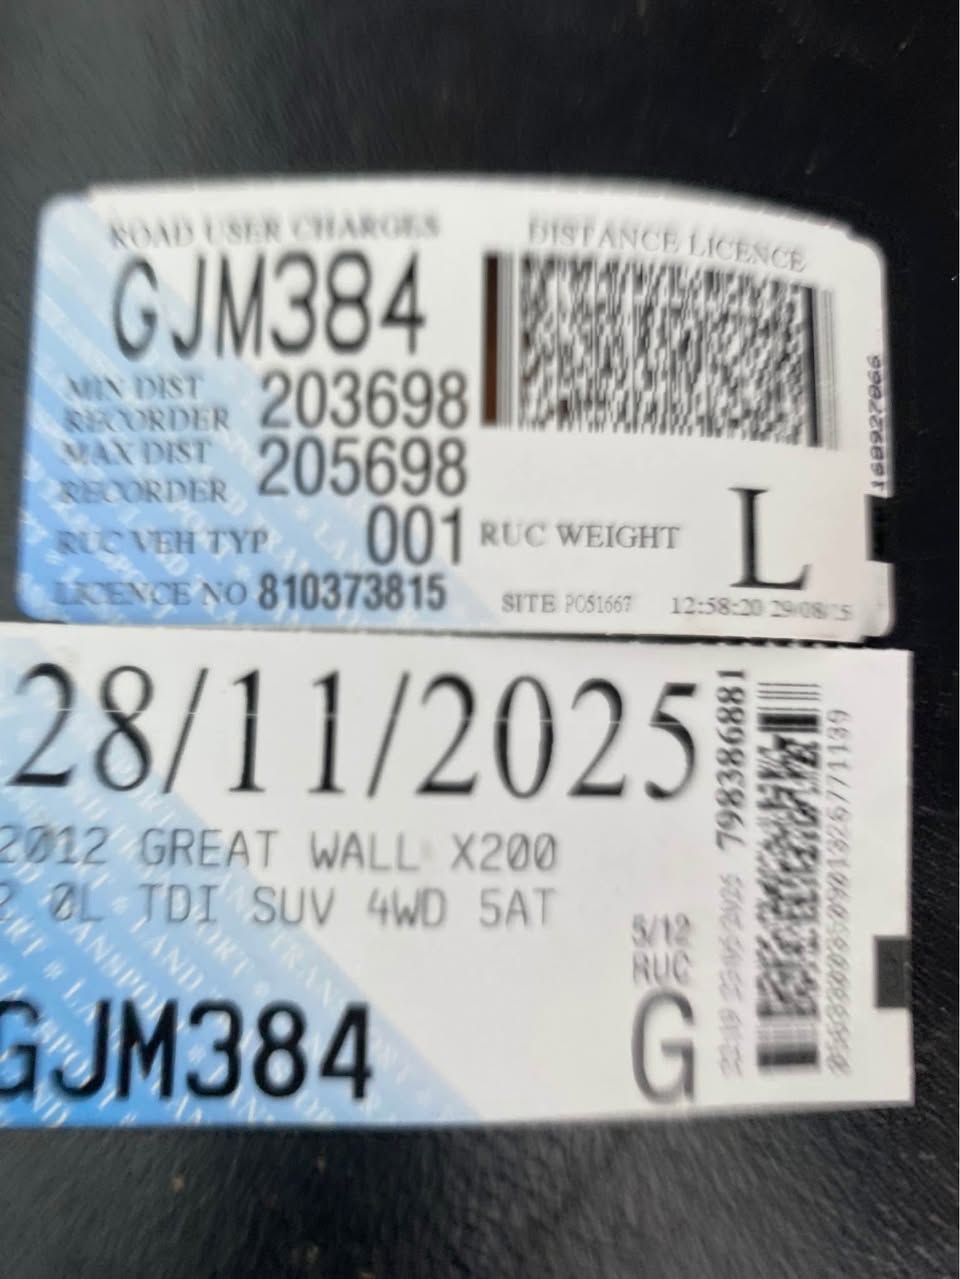 ROAD USER CHARGES
DISTANCE LICENCE
GJM384
MIN DIST
RECORDER 203698
MAX DIST
RECORDER 205698
RUC VEH TYP 001 RUC WEIGHT L
LICENCE NO 810373815 SITE PO51667 12:58:20 29/08/
168927866
28/11/2025
2012 GREAT WALL X200
2 0L TDI SUV 4WD 5AT
5/12
RUC
GJM384 G
798386881